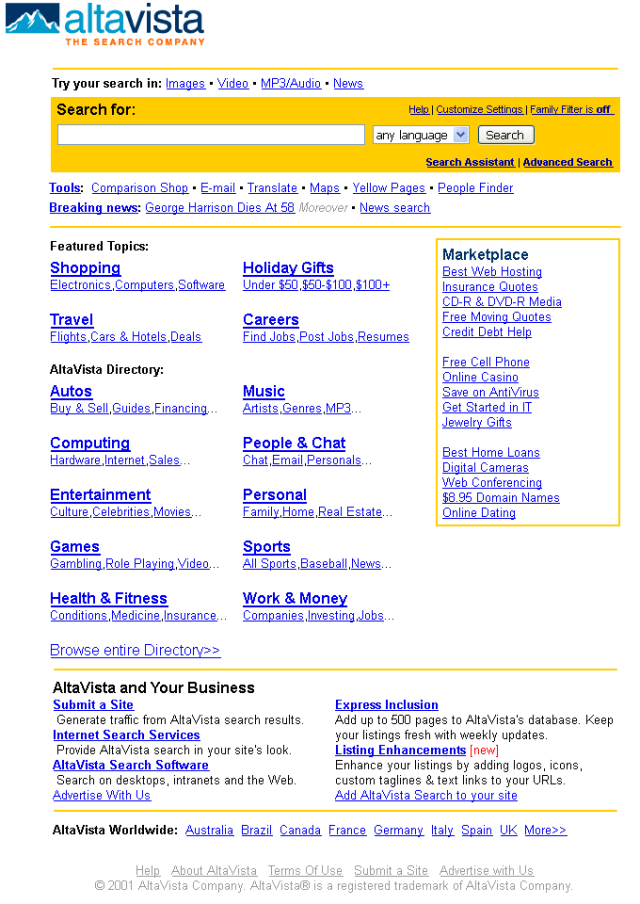 altavista
THE SEARCH COMPANY
Try your search in: Images • Video • MP3/Audio • News
Search for:
Help | Customize Settings | Family Filter is off
any language Search
Search Assistant | Advanced Search
Tools: Comparison Shop • E-mail • Translate • Maps • Yellow Pages • People Finder
Breaking news: George Harrison Dies At 58 Moreover • News search
Featured Topics:
Shopping
Electronics,Computers,Software
Holiday Gifts
Under $50,$50-$100,$100+
Travel
Flights,Cars & Hotels,Deals
Careers
Find Jobs,Post Jobs,Resumes
AltaVista Directory:
Autos
Buy & Sell,Guides,Financing...
Music
Artists,Genres,MP3...
Computing
Hardware,Internet,Sales...
People & Chat
Chat,Email,Personals...
Entertainment
Culture,Celebrities,Movies...
Personal
Family,Home,Real Estate...
Games
Gambling,Role Playing,Video...
Sports
All Sports,Baseball,News...
Health & Fitness
Conditions,Medicine,Insurance...
Work & Money
Companies,Investing,Jobs...
Browse entire Directory>>
Marketplace
Best Web Hosting
Insurance Quotes
CD-R & DVD-R Media
Free Moving Quotes
Credit Debt Help
Free Cell Phone
Online Casino
Save on AntiVirus
Get Started in IT
Jewelry Gifts
Best Home Loans
Digital Cameras
Web Conferencing
$8.95 Domain Names
Online Dating
AltaVista and Your Business
Submit a Site
Generate traffic from AltaVista search results.
Internet Search Services
Provide AltaVista search in your site's look.
AltaVista Search Software
Search on desktops, intranets and the Web.
Advertise With Us
Express Inclusion
Add up to 500 pages to AltaVista's database. Keep
your listings fresh with weekly updates.
Listing Enhancements [new]
Enhance your listings by adding logos, icons,
custom taglines & text links to your URLs.
Add AltaVista Search to your site
AltaVista Worldwide: Australia Brazil Canada France Germany Italy Spain UK More>>
Help About AltaVista Terms Of Use Submit a Site Advertise with Us
© 2001 AltaVista Company. AltaVista® is a registered trademark of AltaVista Company.